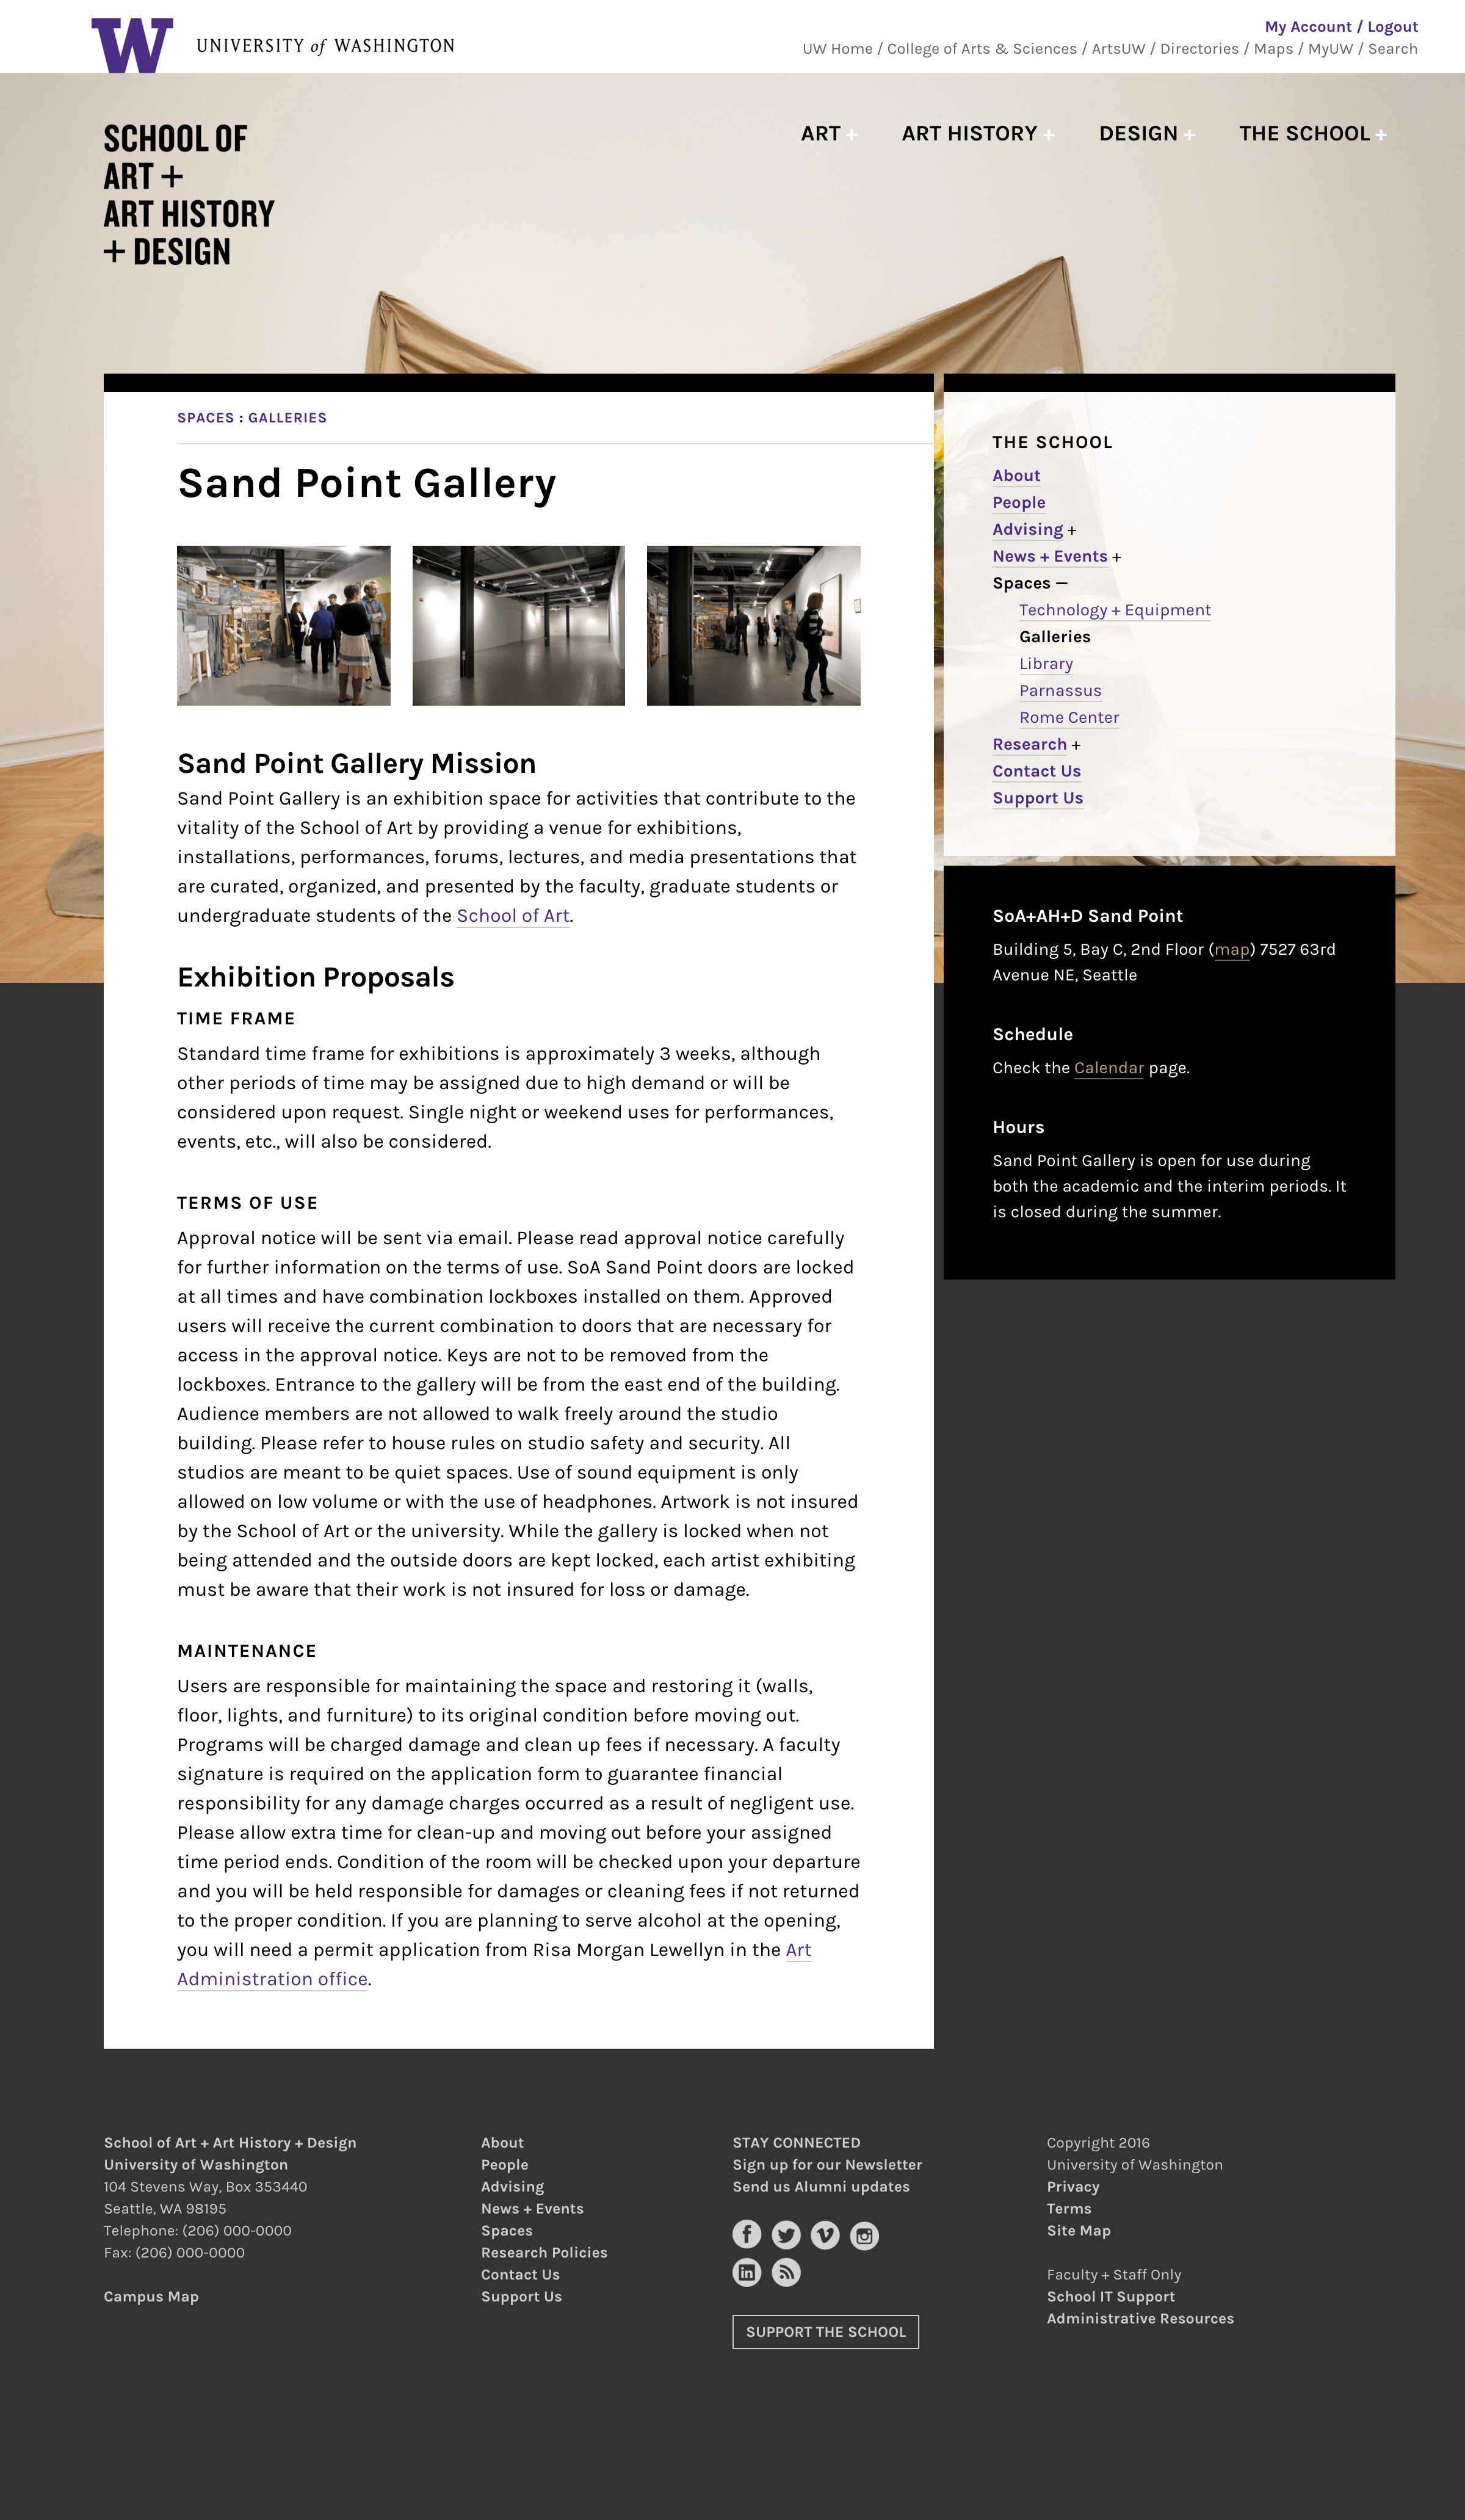 W UNIVERSITY of WASHINGTON
My Account / Logout
UW Home / College of Arts & Sciences / ArtsUW / Directories / Maps / MyUW / Search
SCHOOL OF
ART +
ART HISTORY
+ DESIGN
ART + ART HISTORY + DESIGN + THE SCHOOL +
SPACES : GALLERIES
Sand Point Gallery
Sand Point Gallery Mission
Sand Point Gallery is an exhibition space for activities that contribute to the
vitality of the School of Art by providing a venue for exhibitions,
installations, performances, forums, lectures, and media presentations that
are curated, organized, and presented by the faculty, graduate students or
undergraduate students of the School of Art.
Exhibition Proposals
TIME FRAME
Standard time frame for exhibitions is approximately 3 weeks, although
other periods of time may be assigned due to high demand or will be
considered upon request. Single night or weekend uses for performances,
events, etc., will also be considered.
TERMS OF USE
Approval notice will be sent via email. Please read approval notice carefully
for further information on the terms of use. SoA Sand Point doors are locked
at all times and have combination lockboxes installed on them. Approved
users will receive the current combination to doors that are necessary for
access in the approval notice. Keys are not to be removed from the
lockboxes. Entrance to the gallery will be from the east end of the building.
Audience members are not allowed to walk freely around the studio
building. Please refer to house rules on studio safety and security. All
studios are meant to be quiet spaces. Use of sound equipment is only
allowed on low volume or with the use of headphones. Artwork is not insured
by the School of Art or the university. While the gallery is locked when not
being attended and the outside doors are kept locked, each artist exhibiting
must be aware that their work is not insured for loss or damage.
MAINTENANCE
Users are responsible for maintaining the space and restoring it (walls,
floor, lights, and furniture) to its original condition before moving out.
Programs will be charged damage and clean up fees if necessary. A faculty
signature is required on the application form to guarantee financial
responsibility for any damage charges occurred as a result of negligent use.
Please allow extra time for clean-up and moving out before your assigned
time period ends. Condition of the room will be checked upon your departure
and you will be held responsible for damages or cleaning fees if not returned
to the proper condition. If you are planning to serve alcohol at the opening,
you will need a permit application from Risa Morgan Lewellyn in the Art
Administration office.
THE SCHOOL
About
People
Advising +
News + Events +
Spaces —
Technology + Equipment
Galleries
Library
Parnassus
Rome Center
Research +
Contact Us
Support Us
SoA+AH+D Sand Point
Building 5, Bay C, 2nd Floor (map) 7527 63rd
Avenue NE, Seattle
Schedule
Check the Calendar page.
Hours
Sand Point Gallery is open for use during
both the academic and the interim periods. It
is closed during the summer.
School of Art + Art History + Design
University of Washington
104 Stevens Way, Box 353440
Seattle, WA 98195
Telephone: (206) 000-0000
Fax: (206) 000-0000
Campus Map
About
People
Advising
News + Events
Spaces
Research Policies
Contact Us
Support Us
STAY CONNECTED
Sign up for our Newsletter
Send us Alumni updates
SUPPORT THE SCHOOL
Copyright 2016
University of Washington
Privacy
Terms
Site Map
Faculty + Staff Only
School IT Support
Administrative Resources